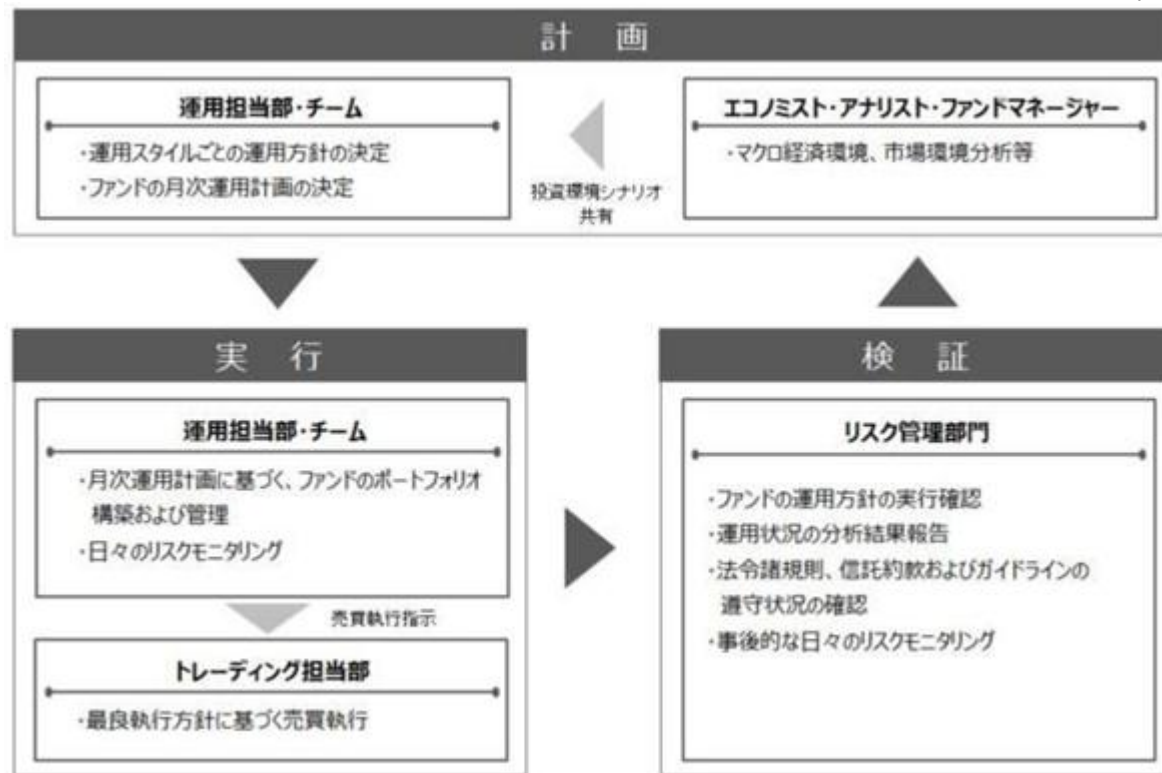 計 画
運用担当部・チーム
・運用スタイルごとの運用方針の決定
・ファンドの月次運用計画の決定
投資環境シナリオ
共有
エコノミスト・アナリスト・ファンドマネージャー
・マクロ経済環境、市場環境分析等
実 行
運用担当部・チーム
・月次運用計画に基づく、ファンドのポートフォリオ
構築および管理
・日々のリスクモニタリング
売買執行指示
トレーディング担当部
・最良執行方針に基づく売買執行
検 証
リスク管理部門
・ファンドの運用方針の実行確認
・運用状況の分析結果報告
・法令諸規則、信託約款およびガイドラインの
遵守状況の確認
・事後的な日々のリスクモニタリング